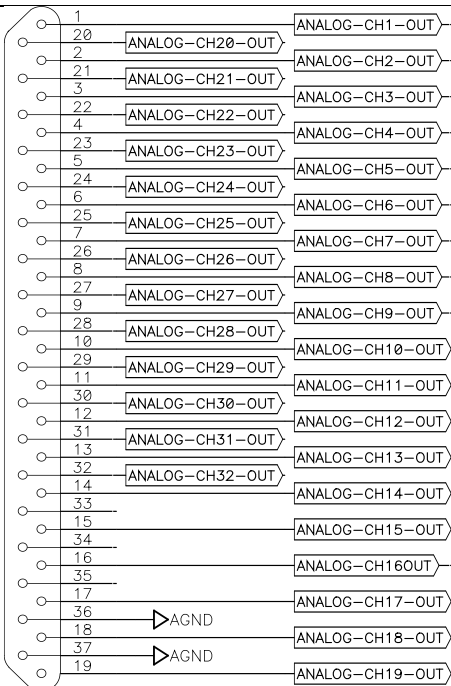 1 ANALOG-CH1-OUT
20 ANALOG-CH20-OUT
2 ANALOG-CH2-OUT
21 ANALOG-CH21-OUT
3 ANALOG-CH3-OUT
22 ANALOG-CH22-OUT
4 ANALOG-CH4-OUT
23 ANALOG-CH23-OUT
5 ANALOG-CH5-OUT
24 ANALOG-CH24-OUT
6 ANALOG-CH6-OUT
25 ANALOG-CH25-OUT
7 ANALOG-CH7-OUT
26 ANALOG-CH26-OUT
8 ANALOG-CH8-OUT
27 ANALOG-CH27-OUT
9 ANALOG-CH9-OUT
28 ANALOG-CH28-OUT
10 ANALOG-CH10-OUT
29 ANALOG-CH29-OUT
11 ANALOG-CH11-OUT
30 ANALOG-CH30-OUT
12 ANALOG-CH12-OUT
31 ANALOG-CH31-OUT
13 ANALOG-CH13-OUT
32 ANALOG-CH32-OUT
14 ANALOG-CH14-OUT
33
15 ANALOG-CH15-OUT
34
16 ANALOG-CH16OUT
35
17 ANALOG-CH17-OUT
36 AGND
18 ANALOG-CH18-OUT
37 AGND
19 ANALOG-CH19-OUT